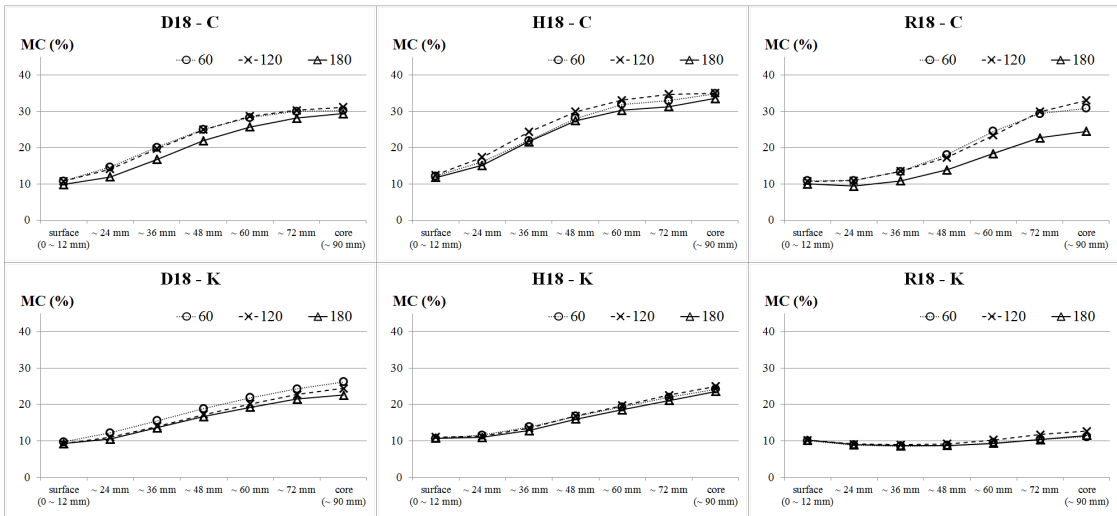 D18 - C
MC (%)
60 120 180
40
30
20
10
0
surface ~ 24 mm ~ 36 mm ~ 48 mm ~ 60 mm ~ 72 mm core
(0 ~ 12 mm) (~ 90 mm)
H18 - C
MC (%)
60 120 180
40
30
20
10
0
surface ~ 24 mm ~ 36 mm ~ 48 mm ~ 60 mm ~ 72 mm core
(0 ~ 12 mm) (~ 90 mm)
R18 - C
MC (%)
60 120 180
40
30
20
10
0
surface ~ 24 mm ~ 36 mm ~ 48 mm ~ 60 mm ~ 72 mm core
(0 ~ 12 mm) (~ 90 mm)
D18 - K
MC (%)
60 120 180
40
30
20
10
0
surface ~ 24 mm ~ 36 mm ~ 48 mm ~ 60 mm ~ 72 mm core
(0 ~ 12 mm) (~ 90 mm)
H18 - K
MC (%)
60 120 180
40
30
20
10
0
surface ~ 24 mm ~ 36 mm ~ 48 mm ~ 60 mm ~ 72 mm core
(0 ~ 12 mm) (~ 90 mm)
R18 - K
MC (%)
60 120 180
40
30
20
10
0
surface ~ 24 mm ~ 36 mm ~ 48 mm ~ 60 mm ~ 72 mm core
(0 ~ 12 mm) (~ 90 mm)